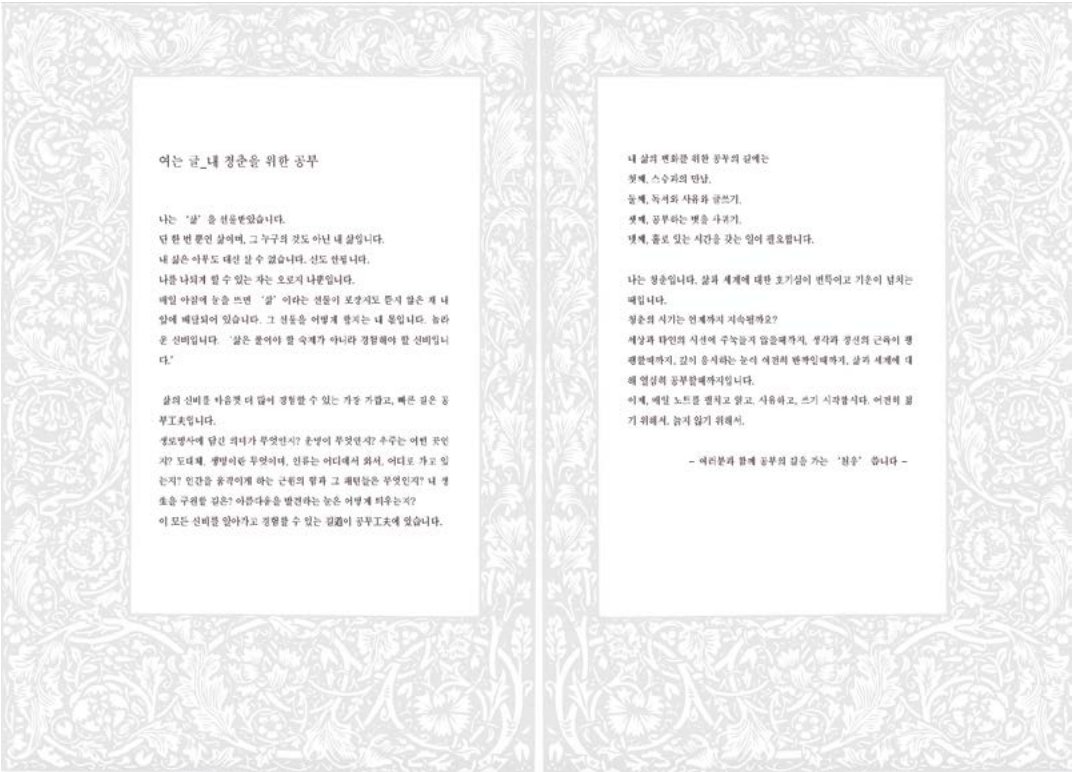 여는 글_내 청춘을 위한 공부
나는 '삶'을 선물받았습니다.
단 한 번 뿐인 삶이며, 그 누구의 것도 아닌 내 삶입니다.
내 삶은 아무도 대신 살 수 없습니다. 신도 안됩니다.
나를 나되게 할 수 있는 자는 오로지 나뿐입니다.
매일 아침에 눈을 뜨면 '삶'이라는 선물이 포장지도 뜯지 않은 채 내
앞에 배달되어 있습니다. 그 선물을 어떻게 할지는 내 몫입니다. 놀라
운 신비입니다. '삶은 풀어야 할 숙제가 아니라 경험해야 할 신비입니
다.'
삶의 신비를 마음껏 더 많이 경험할 수 있는 가장 가깝고, 빠른 길은 공
부工夫입니다.
생로병사에 담긴 의미가 무엇인지? 운명이 무엇인지? 우주는 어떤 곳인
지? 도대체, 생명이란 무엇이며, 인류는 어디에서 와서, 어디로 가고 있
는지? 인간을 움직이게 하는 근원의 힘과 그 패턴들은 무엇인지? 내 생
生을 구원할 길은? 아름다움을 발견하는 눈은 어떻게 틔우는지?
이 모든 신비를 알아가고 경험할 수 있는 길道이 공부工夫에 있습니다.
내 삶의 변화를 위한 공부의 길에는
첫째, 스승과의 만남,
둘째, 독서와 사유와 글쓰기,
셋째, 공부하는 벗을 사귀기,
넷째, 홀로 있는 시간을 갖는 일이 필요합니다.
나는 청춘입니다. 삶과 세계에 대한 호기심이 번득이고 기운이 넘치는
때입니다.
청춘의 시기는 언제까지 지속될까요?
세상과 타인의 시선에 주눅들지 않을때까지, 생각과 정신의 근육이 팽
팽할때까지, 깊이 응시하는 눈이 여전히 반짝일때까지, 삶과 세계에 대
해 열심히 공부할때까지입니다.
이제, 매일 노트를 펼치고 읽고, 사유하고, 쓰기 시작합시다. 여전히 젊
기 위해서, 늙지 않기 위해서.
- 여러분과 함께 공부의 길을 가는 '천우' 씁니다 -